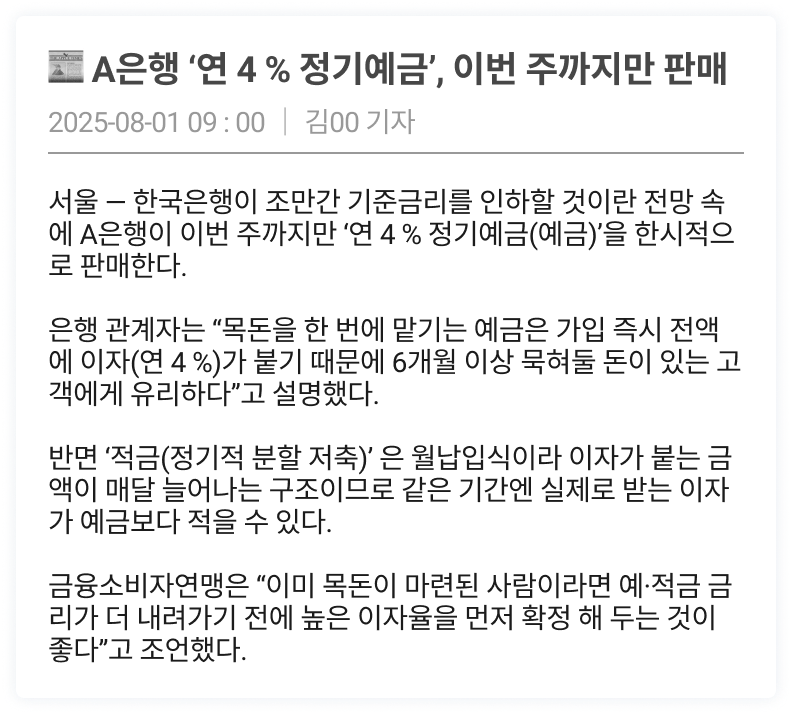 A은행 ‘연 4 % 정기예금’, 이번 주까지만 판매
2025-08-01 09 : 00 | 김00 기자
서울 — 한국은행이 조만간 기준금리를 인하할 것이란 전망 속
에 A은행이 이번 주까지만 ‘연 4 % 정기예금(예금)’을 한시적으
로 판매한다.
은행 관계자는 “목돈을 한 번에 맡기는 예금은 가입 즉시 전액
에 이자(연 4 %)가 붙기 때문에 6개월 이상 묵혀둘 돈이 있는 고
객에게 유리하다”고 설명했다.
반면 ‘적금(정기적 분할 저축)’ 은 월납입식이라 이자가 붙는 금
액이 매달 늘어나는 구조이므로 같은 기간엔 실제로 받는 이자
가 예금보다 적을 수 있다.
금융소비자연맹은 “이미 목돈이 마련된 사람이라면 예·적금 금
리가 더 내려가기 전에 높은 이자율을 먼저 확정 해 두는 것이
좋다”고 조언했다.